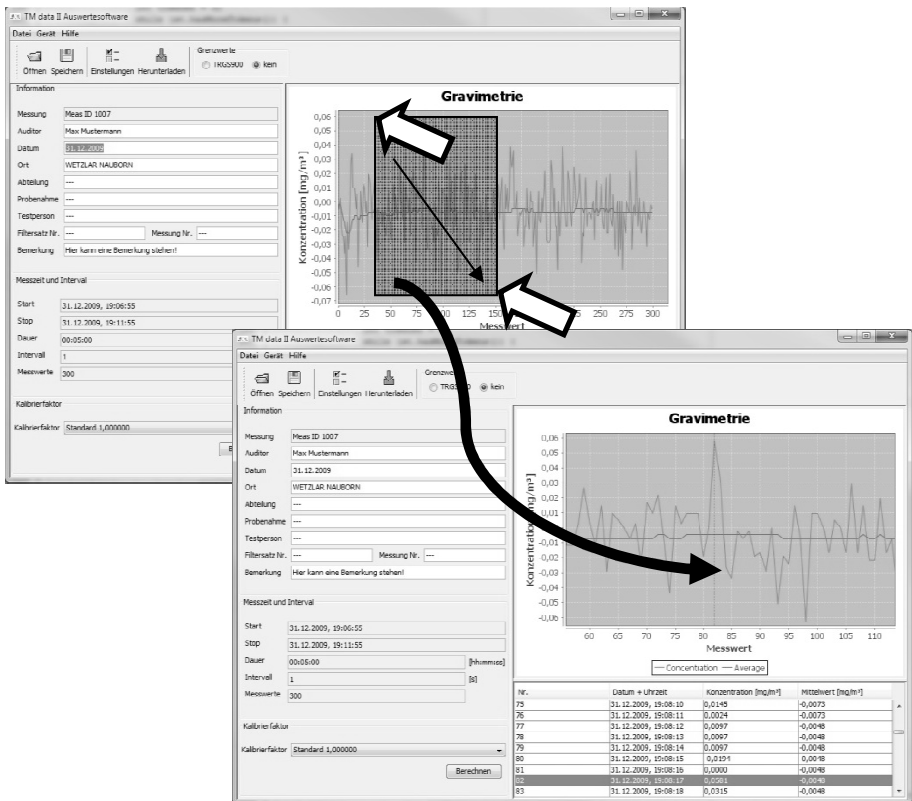 TM data II Auswertesoftware
Datei Gerät Hilfe
Öffnen Speichern Einstellungen Herunterladen
Grenzwerte
TRGS900 kein
Information
Messung Meas ID 1007
Auditor Max Mustermann
Datum 31.12.2009
Ort WETZLAR NAUBORN
Abteilung ---
Probenahme ---
Testperson ---
Filtersatz Nr. --- Messung Nr. ---
Bemerkung Hier kann eine Bemerkung stehen!
Messzeit und Interval
Start 31.12.2009, 19:06:55
Stop 31.12.2009, 19:11:55
Dauer 00:05:00
Intervall 1
Messwerte 300
Kalibrierfaktor
Kalibrierfaktor Standard 1,000000
Gravimetrie
Konzentration [mg/m³]
0,06
0,05
0,04
0,03
0,02
0,01
0,00
-0,01
-0,02
-0,03
-0,04
-0,05
-0,06
-0,07
0 25 50 75 100 125 150 250 275 300
Messwert
TM data II Auswertesoftware
Datei Gerät Hilfe
Öffnen Speichern Einstellungen Herunterladen
kein
Information
Messung Meas ID 1007
Auditor Max Mustermann
Datum 31.12.2009
Ort WETZLAR NAUBORN
Abteilung ---
Probenahme ---
Testperson ---
Filtersatz Nr. --- Messung Nr. ---
Bemerkung Hier kann eine Bemerkung stehen!
Messzeit und Interval
Start 31.12.2009, 19:06:55
Stop 31.12.2009, 19:11:55
Dauer 00:05:00 [hh:mm:ss]
Intervall 1 [s]
Messwerte 300
Kalibrierfaktor
Kalibrierfaktor Standard 1,000000
Berechnen
Gravimetrie
Konzentration [mg/m³]
0,06
0,05
0,04
0,03
0,02
0,01
-0,01
-0,02
-0,03
-0,04
-0,05
-0,06
60 65 70 75 80 85 90 95 100 105 110
Messwert
Concentration Average
Nr. Datum + Uhrzeit Konzentration [mg/m³] Mittelwert [mg/m³]
75 31.12.2009, 19:08:10 0,0145 -0,0073
76 31.12.2009, 19:08:11 0,0024 -0,0073
77 31.12.2009, 19:08:12 0,0097 -0,0048
78 31.12.2009, 19:08:13 0,0097 -0,0048
79 31.12.2009, 19:08:14 0,0097 -0,0048
80 31.12.2009, 19:08:15 0,0194 0,0048
81 31.12.2009, 19:08:16 0,0000 -0,0048
82 31.12.2009, 19:08:17 0,0581 -0,0048
83 31.12.2009, 19:08:18 0,0315 -0,0048